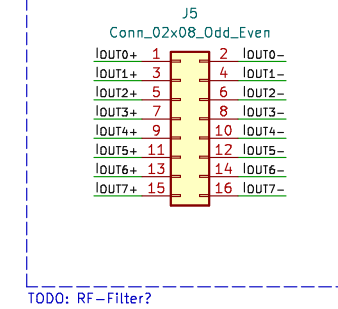 J5
Conn_02x08_Odd_Even
IOUT0+ 1 2 IOUT0-
IOUT1+ 3 4 IOUT1-
IOUT2+ 5 6 IOUT2-
IOUT3+ 7 8 IOUT3-
IOUT4+ 9 10 IOUT4-
IOUT5+ 11 12 IOUT5-
IOUT6+ 13 14 IOUT6-
IOUT7+ 15 16 IOUT7-
TODO: RF-Filter?